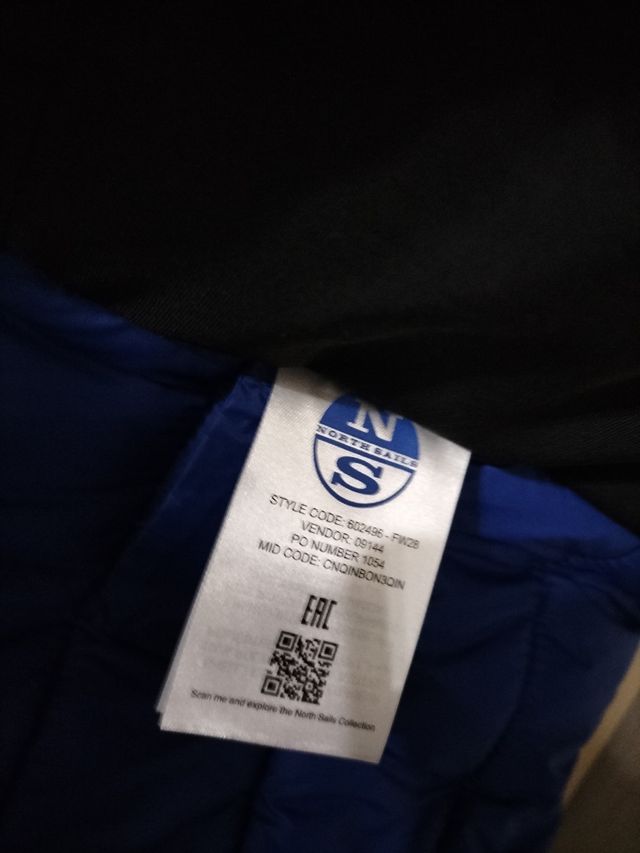 N
NORTH SAILS
S
STYLE CODE: 602496 - FW28
VENDOR: 09144
PO NUMBER 1054
MID CODE: CNQINBON3QIN
EAC
Scan me and explore the North Sails Collection